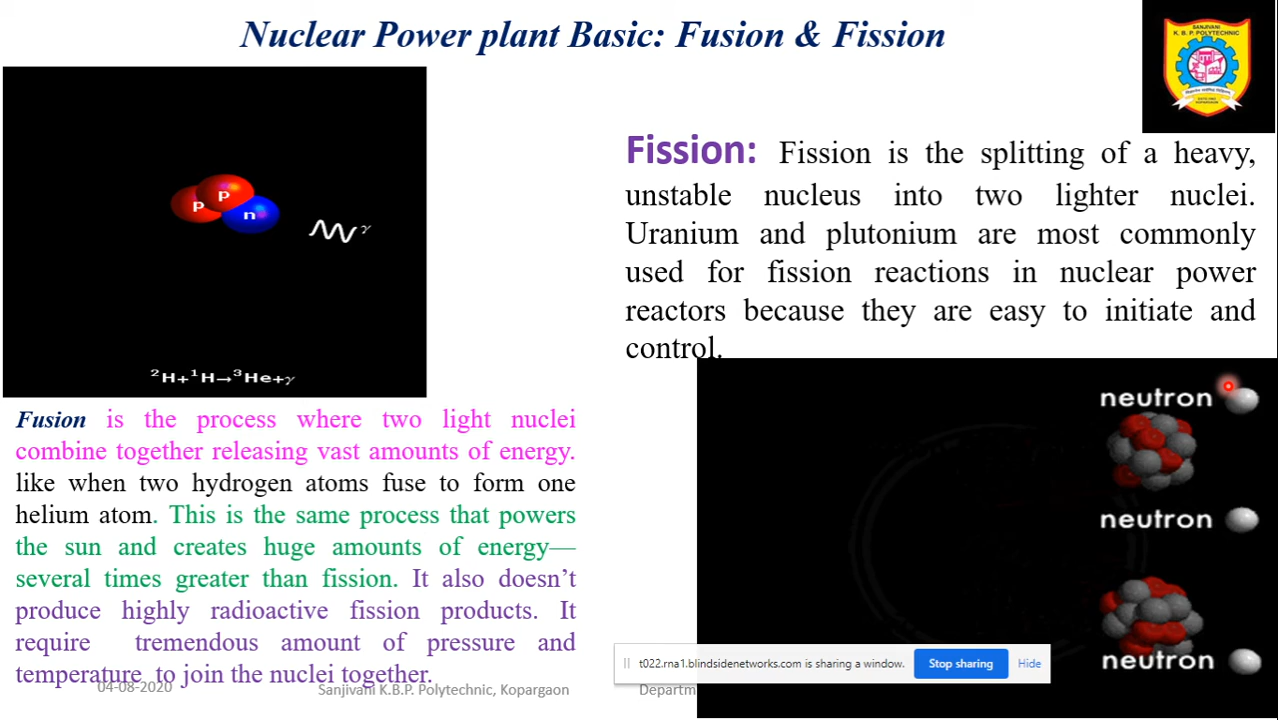 Nuclear Power plant Basic: Fusion & Fission
SANJIVANI
K. B. P. POLYTECHNIC
p
p
n
γ
²H+¹H→³He+γ
Fusion is the process where two light nuclei
combine together releasing vast amounts of energy.
like when two hydrogen atoms fuse to form one
helium atom. This is the same process that powers
the sun and creates huge amounts of energy—
several times greater than fission. It also doesn’t
produce highly radioactive fission products. It
require tremendous amount of pressure and
temperature to join the nuclei together.
Fission: Fission is the splitting of a heavy,
unstable nucleus into two lighter nuclei.
Uranium and plutonium are most commonly
used for fission reactions in nuclear power
reactors because they are easy to initiate and
control.
neutron
neutron
neutron
t022.rna1.blindsidenetworks.com is sharing a window. Stop sharing Hide
04-08-2020 Sanjivani K.B.P. Polytechnic, Kopargaon Departm